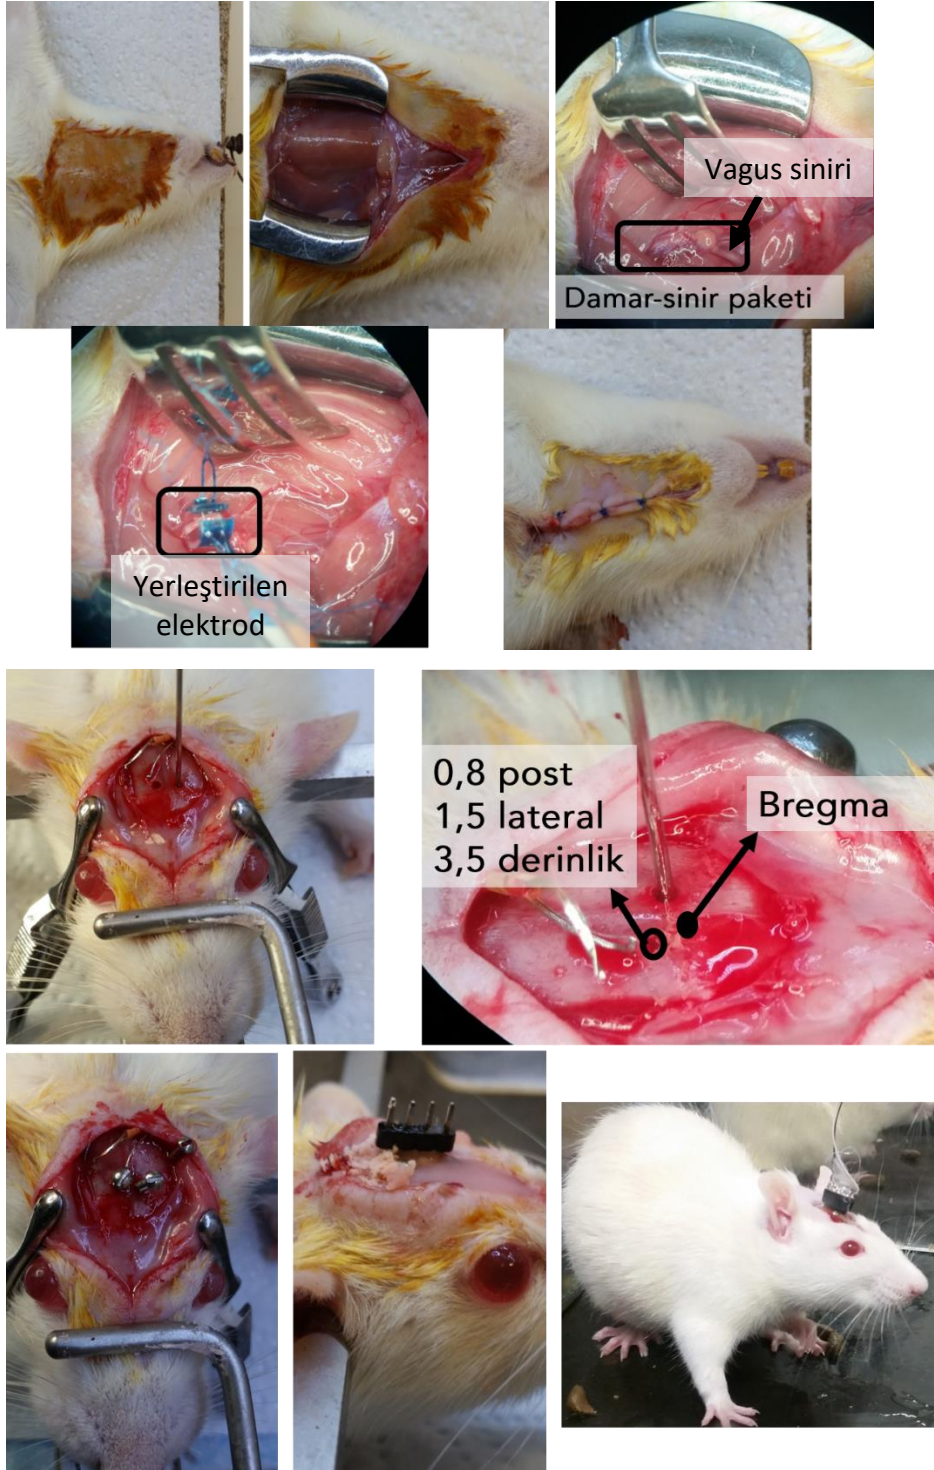 Vagus siniri
Damar-sinir paketi
Yerleştirilen
elektrod
0,8 post
1,5 lateral
3,5 derinlik
Bregma